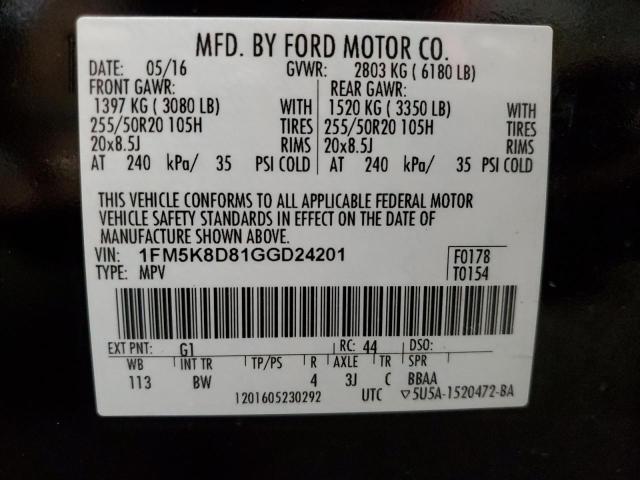 MFD. BY FORD MOTOR CO.
DATE: 05/16 GVWR: 2803 KG ( 6180 LB)
FRONT GAWR: REAR GAWR:
1397 KG ( 3080 LB) WITH 1520 KG ( 3350 LB) WITH
255/50R20 105H TIRES 255/50R20 105H TIRES
20x8.5J RIMS 20x8.5J RIMS
AT 240 kPa/ 35 PSI COLD AT 240 kPa/ 35 PSI COLD
THIS VEHICLE CONFORMS TO ALL APPLICABLE FEDERAL MOTOR
VEHICLE SAFETY STANDARDS IN EFFECT ON THE DATE OF
MANUFACTURE SHOWN ABOVE.
VIN: 1FM5K8D81GGD24201 F0178
TYPE: MPV T0154
EXT PNT: G1 RC: 44 DSO:
WB INT TR TP/PS R AXLE TR SPR
113 BW 4 3J C BBAA
1201605230292 UTC ▽5U5A-1520472-BA